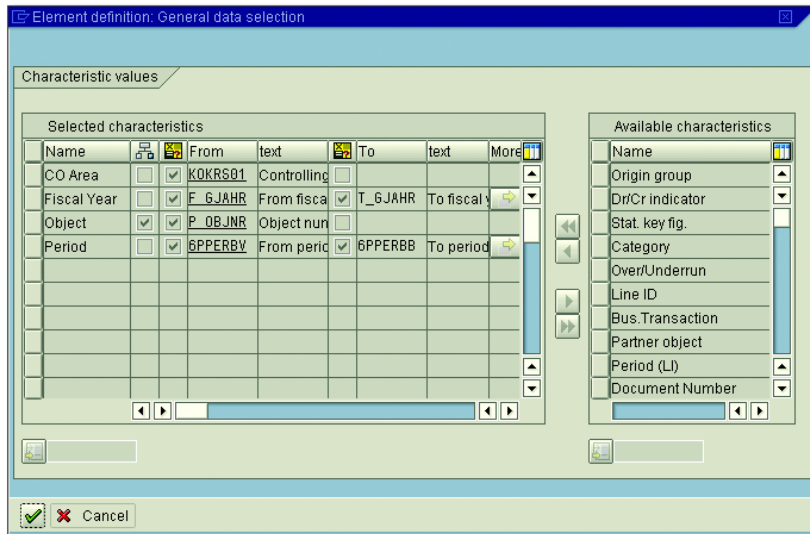 Element definition: General data selection
Characteristic values
Selected characteristics
Name From text To text More
CO Area KOKRS01 Controlling
Fiscal Year F_GJAHR From fisca T_GJAHR To fiscal y
Object P_OBJNR Object nun
Period 6PPERBV From perio 6PPERBB To period
Available characteristics
Name
Origin group
Dr/Cr indicator
Stat. key fig.
Category
Over/Underrun
Line ID
Bus.Transaction
Partner object
Period (LI)
Document Number
Cancel